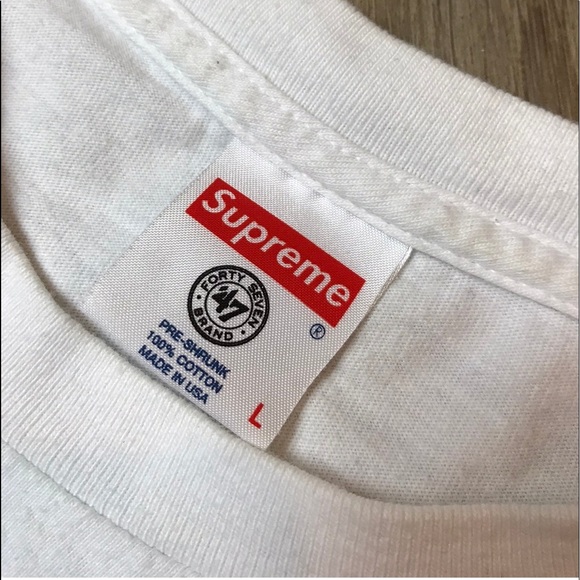 Supreme
FORTY SEVEN
47
BRAND
®
PRE-SHRUNK
100% COTTON
MADE IN USA
L